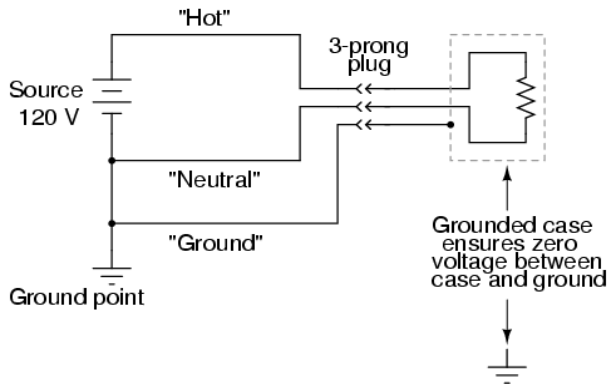 "Hot"
3-prong
plug
Source
120 V
"Neutral"
"Ground"
Ground point
Grounded case
ensures zero
voltage between
case and ground